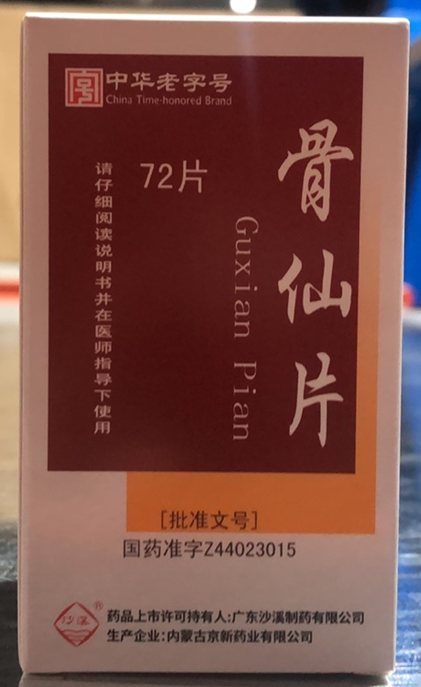 中华老字号
China Time-honored Brand
骨仙片
Guxian Pian
72片
请仔细阅读说明书并在医师指导下使用
[批准文号]
国药准字Z44023015
沙溪®
药品上市许可持有人:广东沙溪制药有限公司
生产企业:内蒙古京新药业有限公司